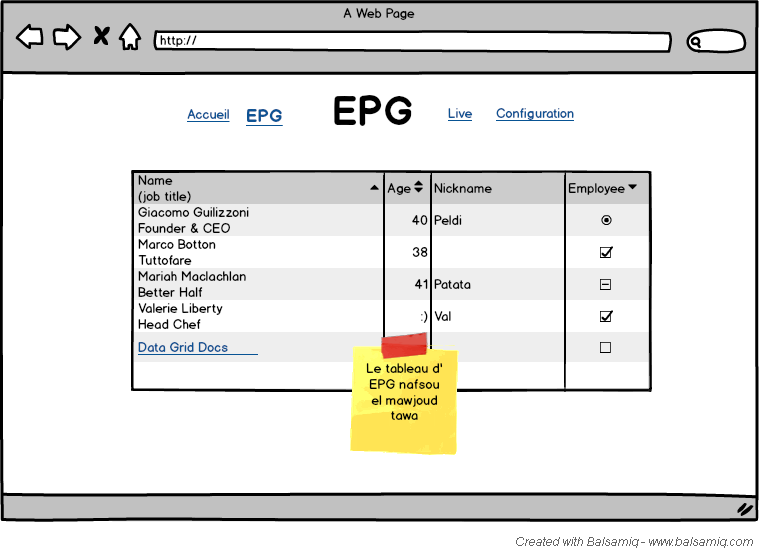 A Web Page
http://
Accueil EPG EPG Live Configuration
Name
(job title) Age Nickname Employee
Giacomo Guilizzoni
Founder & CEO 40 Peldi
Marco Botton
Tuttofare 38
Mariah Maclachlan
Better Half 41 Patata
Valerie Liberty
Head Chef :) Val
Data Grid Docs
Le tableau d'
EPG nafsou
el mawjoud
tawa
Created with Balsamiq - www.balsamiq.com